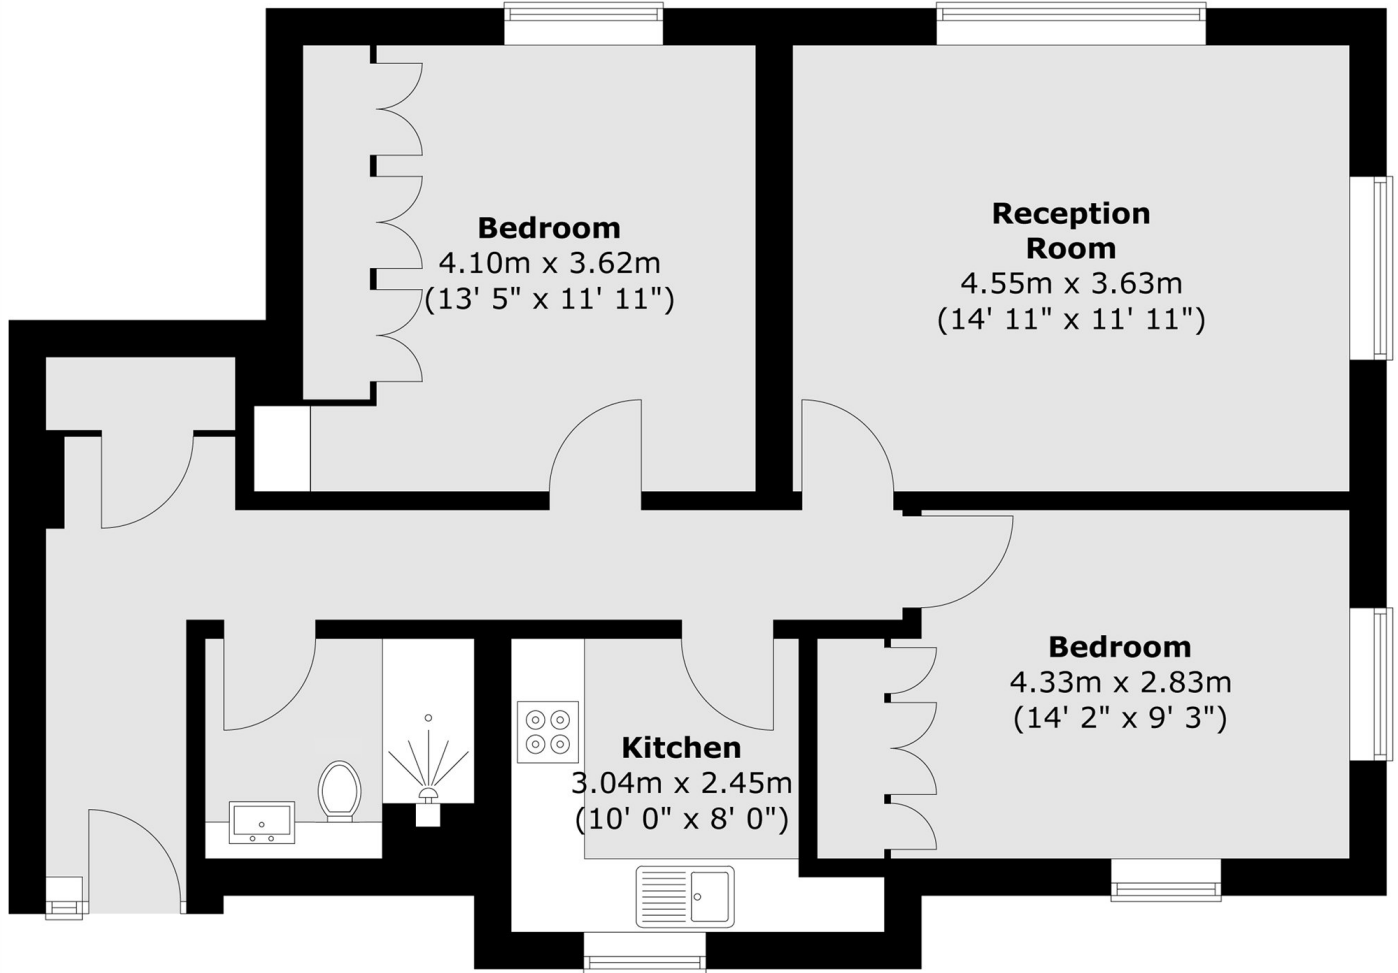 Bedroom
4.10m x 3.62m
(13' 5" x 11' 11")
Reception
Room
4.55m x 3.63m
(14' 11" x 11' 11")
Bedroom
4.33m x 2.83m
(14' 2" x 9' 3")
Kitchen
3.04m x 2.45m
(10' 0" x 8' 0")